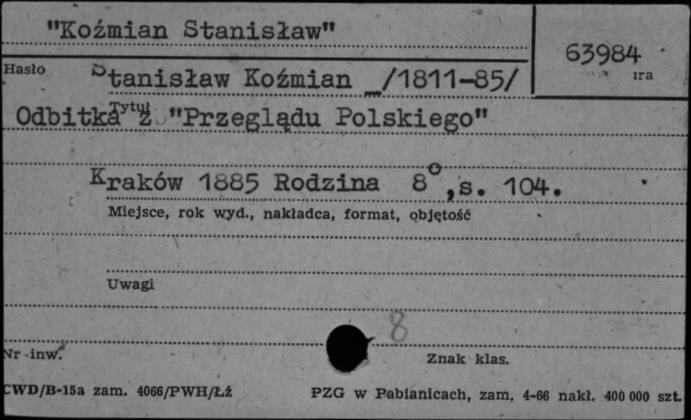 "Koźmian Stanisław"
63984
Hasło
ira
Stanisław Koźmian /1811-85/
Tytuł
Odbitka z "Przeglądu Polskiego"
Kraków 1885 Rodzina 8°, s. 104.
Miejsce, rok wyd., nakładca, format, objętość
Uwagi
8
Nr inw.
Znak klas.
CWD/B-15a zam. 4066/PWH/Łź
PZG w Pabianicach, zam. 4-66 nakł. 400 000 szt.